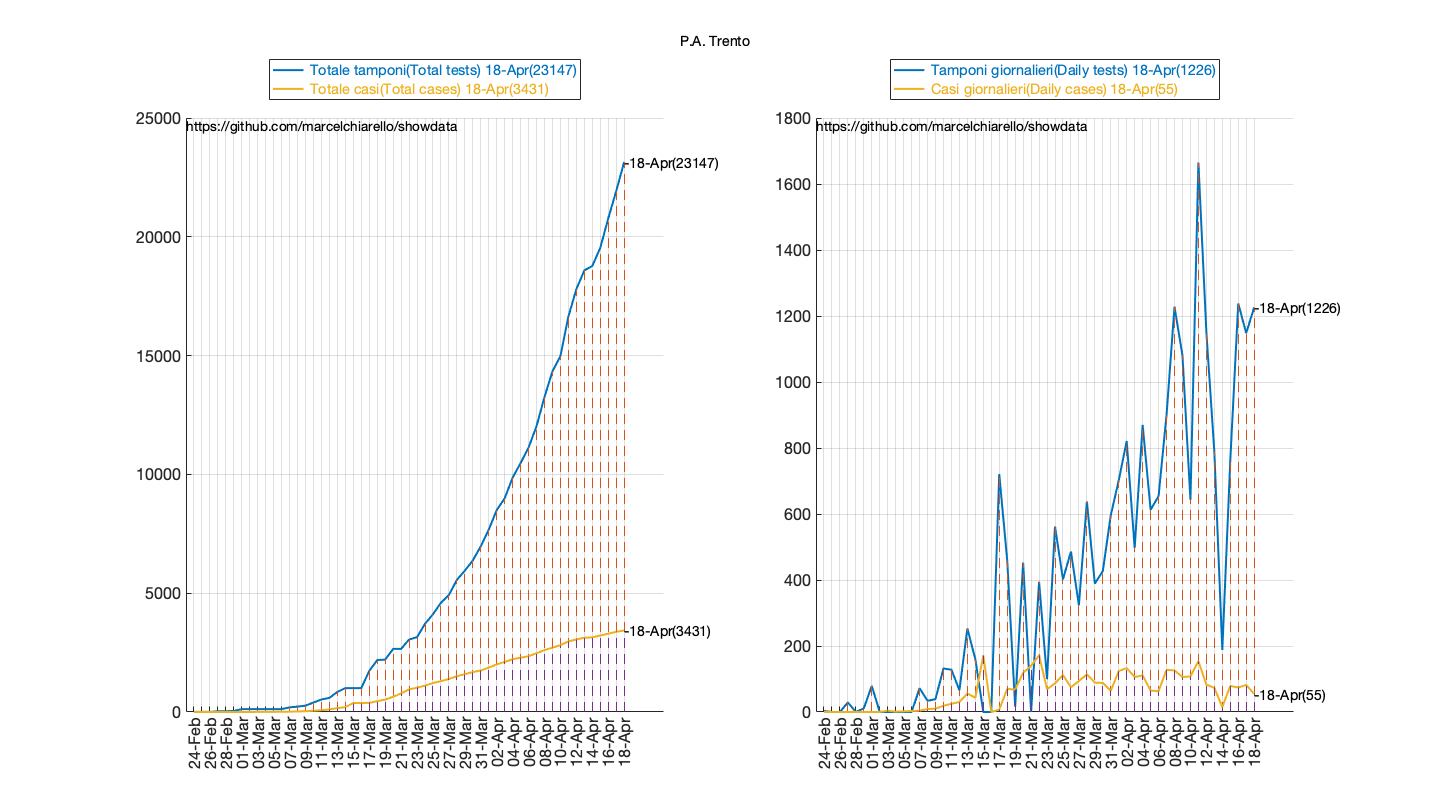 P.A. Trento
Totale tamponi(Total tests) 18-Apr(23147)
Totale casi(Total cases) 18-Apr(3431)
25000
https://github.com/marcelchiarello/showdata
18-Apr(23147)
20000
15000
10000
5000
18-Apr(3431)
0
24-Feb
26-Feb
28-Feb
01-Mar
03-Mar
05-Mar
07-Mar
09-Mar
11-Mar
13-Mar
15-Mar
17-Mar
19-Mar
21-Mar
23-Mar
25-Mar
27-Mar
29-Mar
31-Mar
02-Apr
04-Apr
06-Apr
08-Apr
10-Apr
12-Apr
14-Apr
16-Apr
18-Apr
Tamponi giornalieri(Daily tests) 18-Apr(1226)
Casi giornalieri(Daily cases) 18-Apr(55)
1800
https://github.com/marcelchiarello/showdata
1600
1400
1200
18-Apr(1226)
1000
800
600
400
200
18-Apr(55)
0
24-Feb
26-Feb
28-Feb
01-Mar
03-Mar
05-Mar
07-Mar
09-Mar
11-Mar
13-Mar
15-Mar
17-Mar
19-Mar
21-Mar
23-Mar
25-Mar
27-Mar
29-Mar
31-Mar
02-Apr
04-Apr
06-Apr
08-Apr
10-Apr
12-Apr
14-Apr
16-Apr
18-Apr